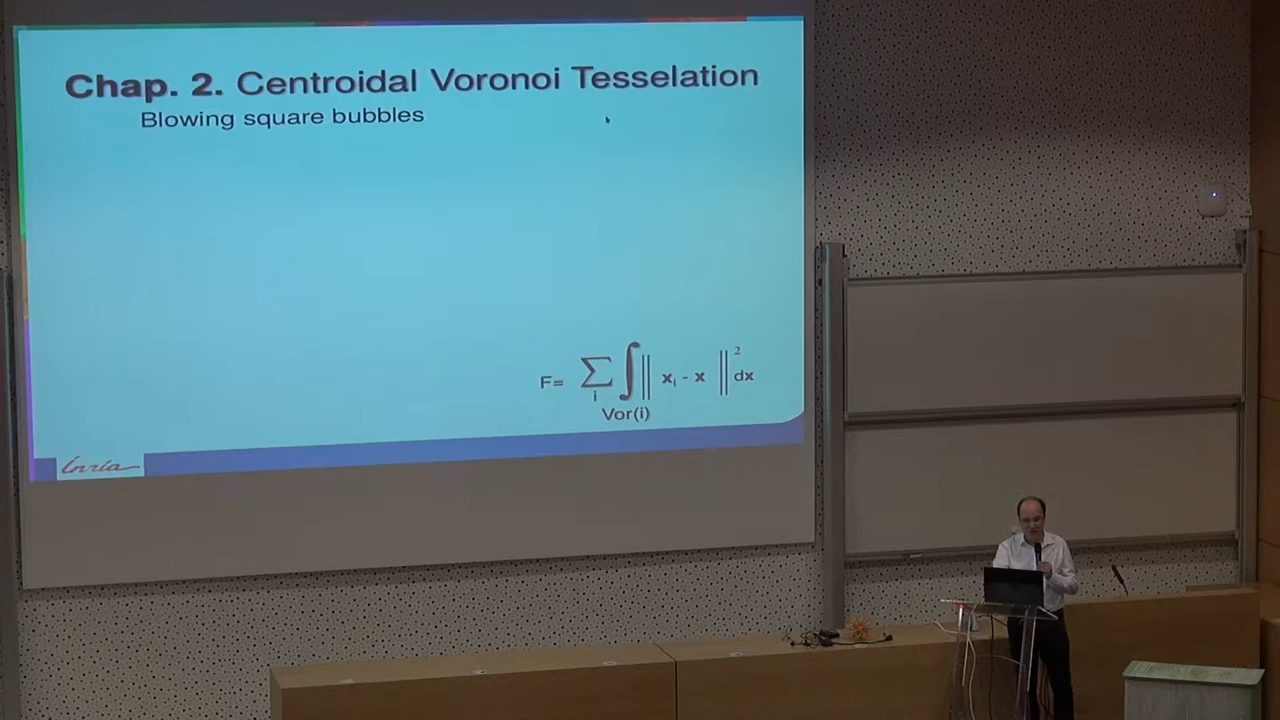 Chap. 2. Centroidal Voronoi Tesselation
Blowing square bubbles
F= ∑ ∫ ‖ xᵢ - x ‖² dx
i
Vor(i)
Inria